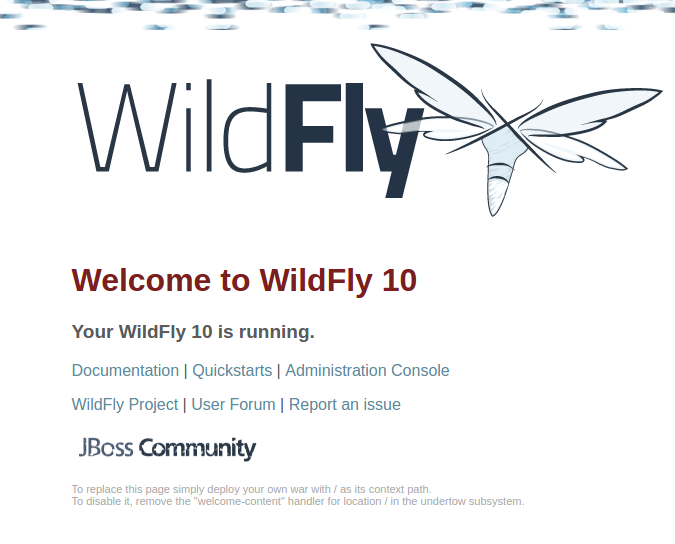 WildFly
Welcome to WildFly 10
Your WildFly 10 is running.
Documentation | Quickstarts | Administration Console
WildFly Project | User Forum | Report an issue
JBoss Community
To replace this page simply deploy your own war with / as its context path.
To disable it, remove the "welcome-content" handler for location / in the undertow subsystem.